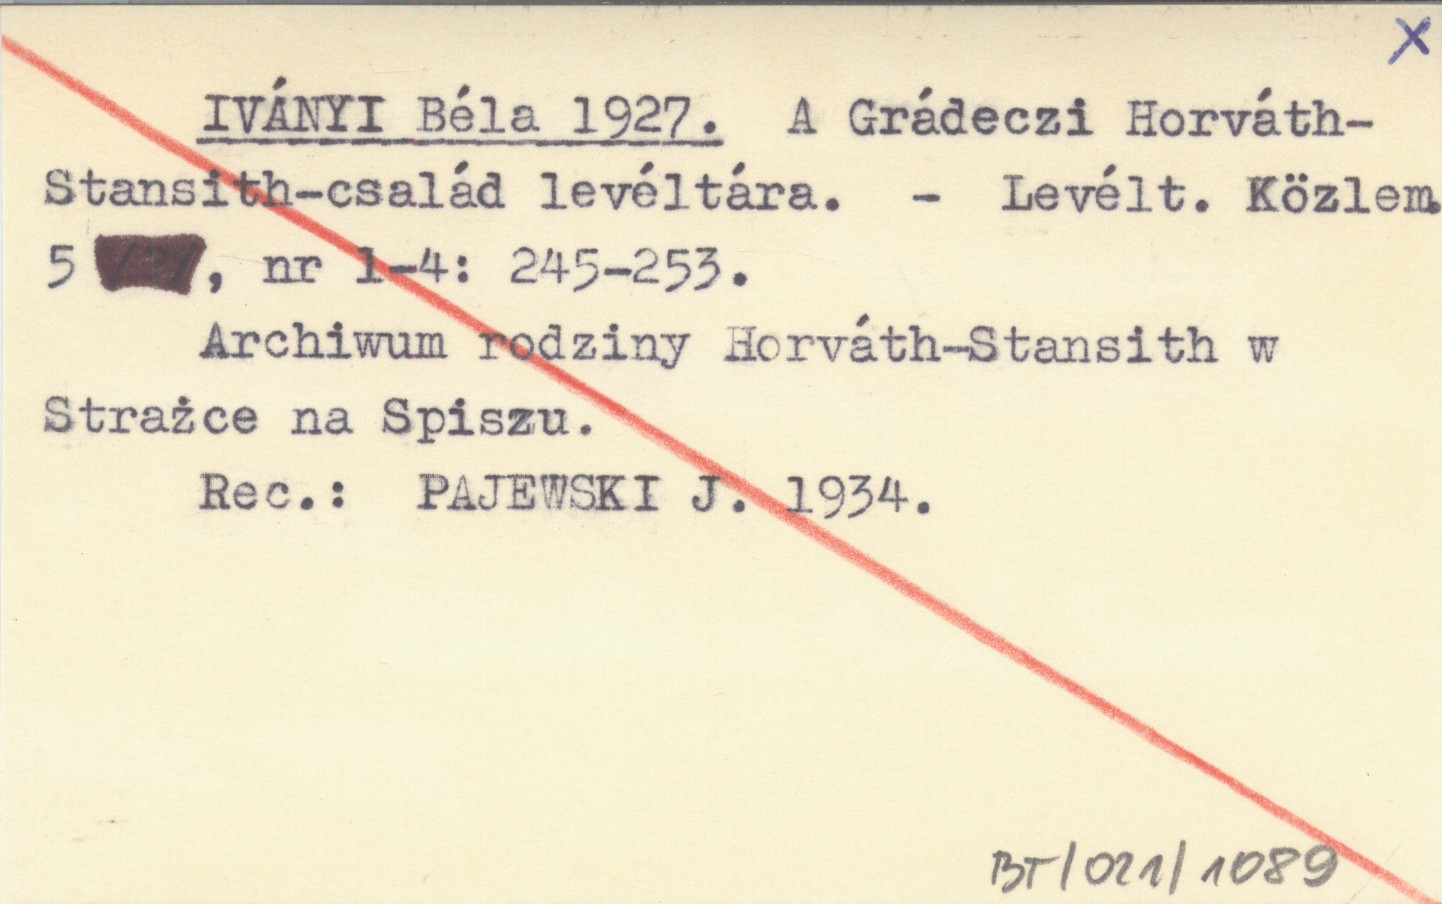 X
IVÁNYI Béla 1927. A Grádeczi Horváth-
Stansith-család levéltára. - Levélt. Közlem.
5 , nr 1-4: 245-253.
Archiwum rodziny Horváth-Stansith w
Strażce na Spiszu.
Rec.: PAJEWSKI J. 1934.
BT/021/1089